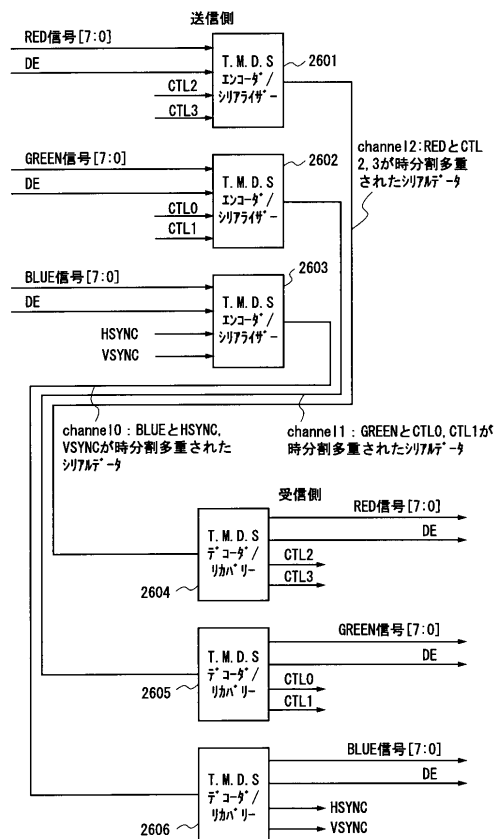 送信側
RED信号[7:0]
DE
CTL2
CTL3
T.M.D.S
ｴﾝｺｰﾀﾞ/
ｼﾘｱﾗｲｻﾞｰ
2601
GREEN信号[7:0]
DE
CTL0
CTL1
T.M.D.S
ｴﾝｺｰﾀﾞ/
ｼﾘｱﾗｲｻﾞｰ
2602
channel2:REDとCTL
2,3が時分割多重
されたｼﾘｱﾙﾃﾞｰﾀ
BLUE信号[7:0]
DE
HSYNC
VSYNC
T.M.D.S
ｴﾝｺｰﾀﾞ/
ｼﾘｱﾗｲｻﾞｰ
2603
channel0：BLUEとHSYNC,
VSYNCが時分割多重された
ｼﾘｱﾙﾃﾞｰﾀ
channel1：GREENとCTL0,CTL1が
時分割多重されたｼﾘｱﾙﾃﾞｰﾀ
受信側
T.M.D.S
ﾃﾞｺｰﾀﾞ/
ﾘｶﾊﾞﾘｰ
2604
RED信号[7:0]
DE
CTL2
CTL3
T.M.D.S
ﾃﾞｺｰﾀﾞ/
ﾘｶﾊﾞﾘｰ
2605
GREEN信号[7:0]
DE
CTL0
CTL1
T.M.D.S
ﾃﾞｺｰﾀﾞ/
ﾘｶﾊﾞﾘｰ
2606
BLUE信号[7:0]
DE
HSYNC
VSYNC